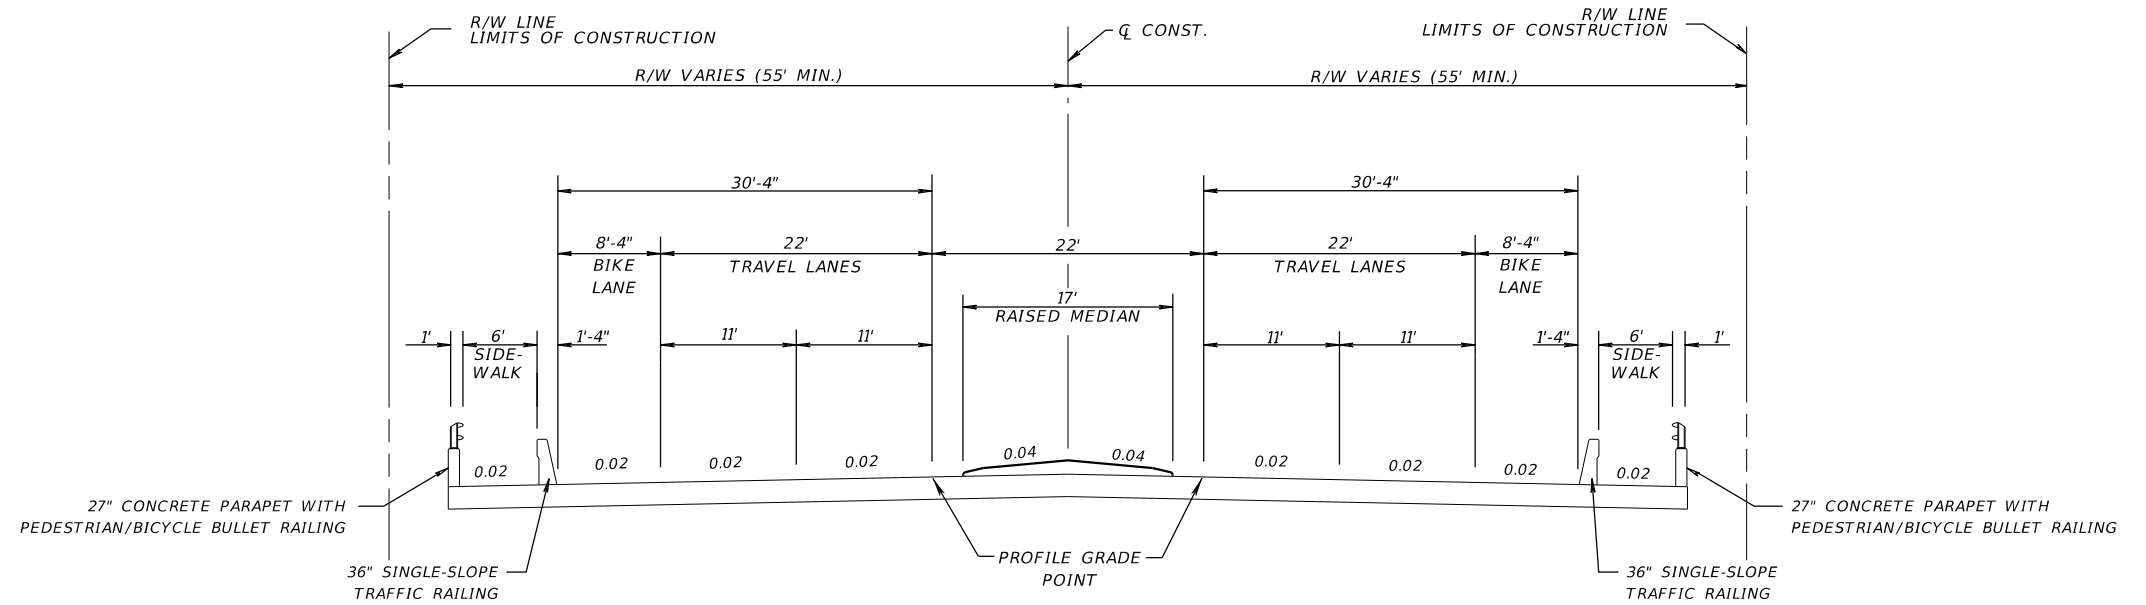 R/W LINE
LIMITS OF CONSTRUCTION
℄ CONST.
R/W LINE
LIMITS OF CONSTRUCTION
R/W VARIES (55' MIN.)
R/W VARIES (55' MIN.)
30'-4"
30'-4"
8'-4"
BIKE
LANE
22'
TRAVEL LANES
22'
22'
TRAVEL LANES
8'-4"
BIKE
LANE
17'
RAISED MEDIAN
1'
6'
SIDE-
WALK
1'-4"
11'
11'
11'
11'
1'-4"
6'
SIDE-
WALK
1'
0.02
0.02
0.02
0.02
0.04
0.04
0.02
0.02
0.02
0.02
27" CONCRETE PARAPET WITH
PEDESTRIAN/BICYCLE BULLET RAILING
36" SINGLE-SLOPE
TRAFFIC RAILING
PROFILE GRADE
POINT
27" CONCRETE PARAPET WITH
PEDESTRIAN/BICYCLE BULLET RAILING
36" SINGLE-SLOPE
TRAFFIC RAILING